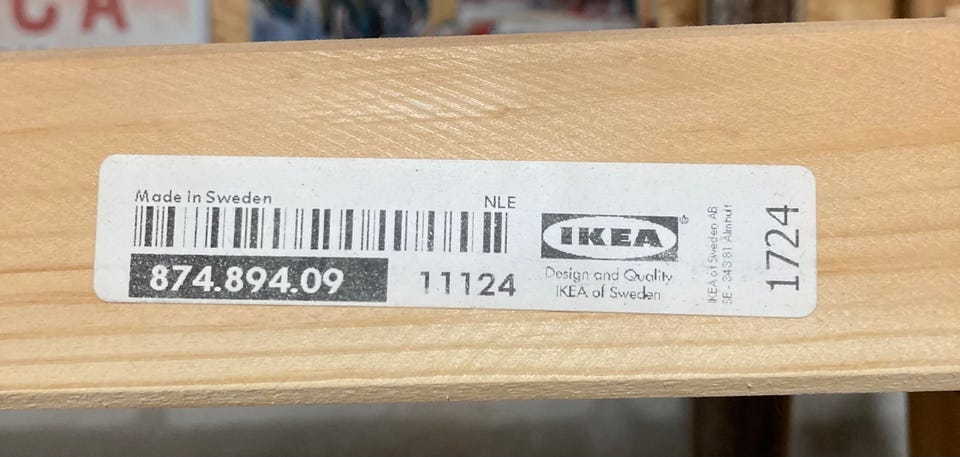 CA
Made in Sweden
NLE
874.894.09
11124
IKEA
®
Design and Quality
IKEA of Sweden
IKEA of Sweden AB
SE - 343 81 Älmhult
1724